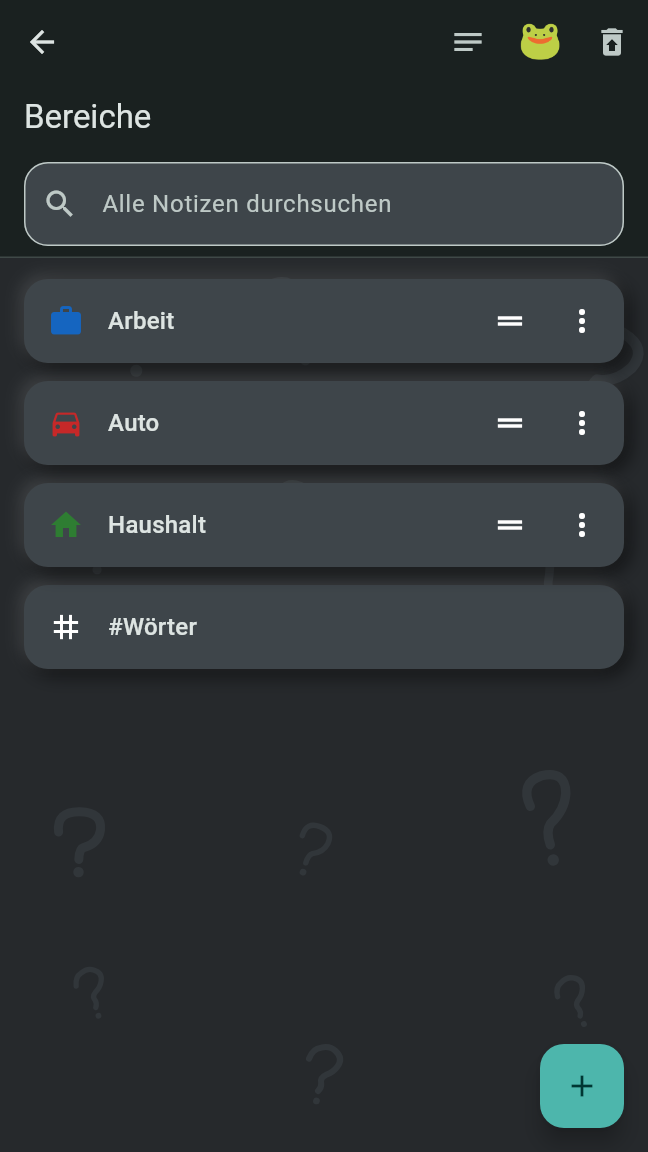 Bereiche
Alle Notizen durchsuchen
Arbeit
Auto
Haushalt
#Wörter